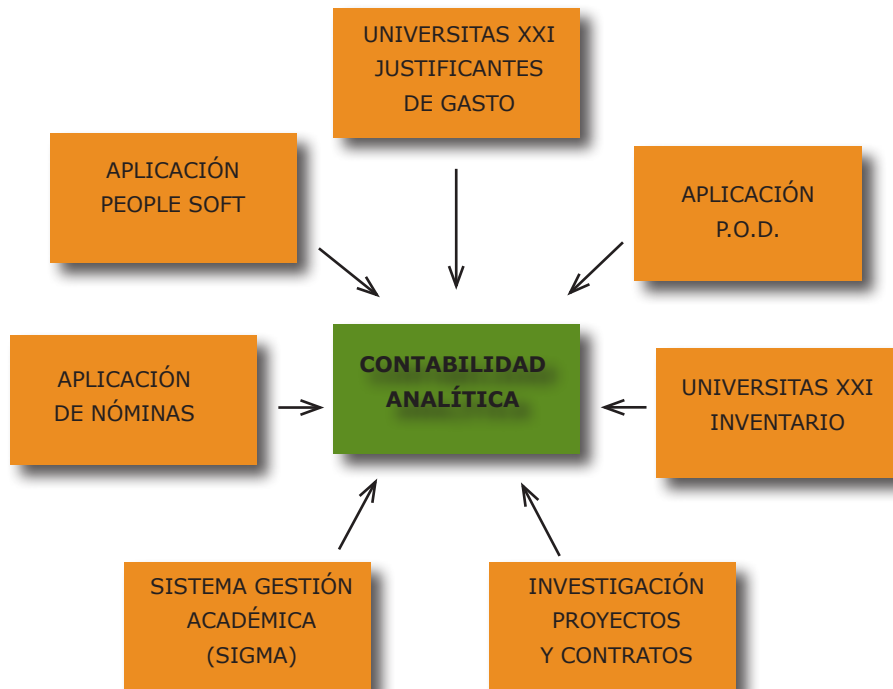 UNIVERSITAS XXI
JUSTIFICANTES
DE GASTO
APLICACIÓN
PEOPLE SOFT
APLICACIÓN
P.O.D.
CONTABILIDAD
ANALÍTICA
APLICACIÓN
DE NÓMINAS
UNIVERSITAS XXI
INVENTARIO
SISTEMA GESTIÓN
ACADÉMICA
(SIGMA)
INVESTIGACIÓN
PROYECTOS
Y CONTRATOS